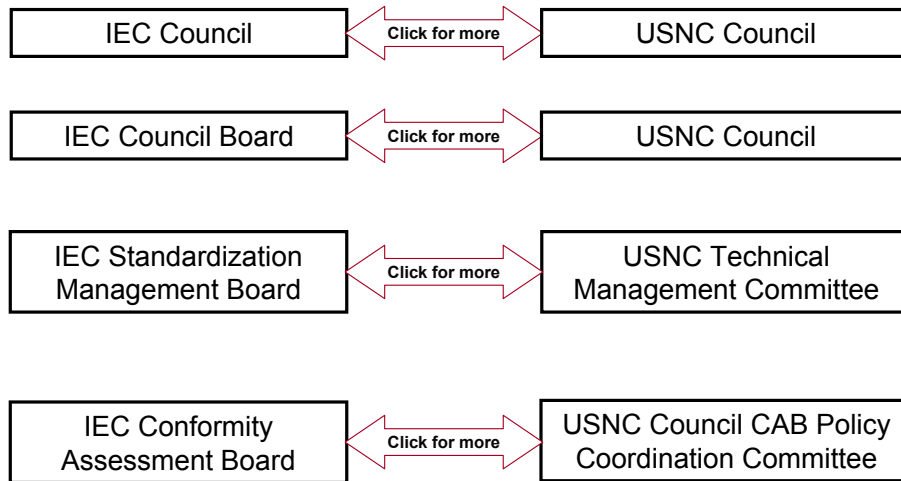 IEC Council
Click for more
USNC Council
IEC Council Board
Click for more
USNC Council
IEC Standardization
Management Board
Click for more
USNC Technical
Management Committee
IEC Conformity
Assessment Board
Click for more
USNC Council CAB Policy
Coordination Committee